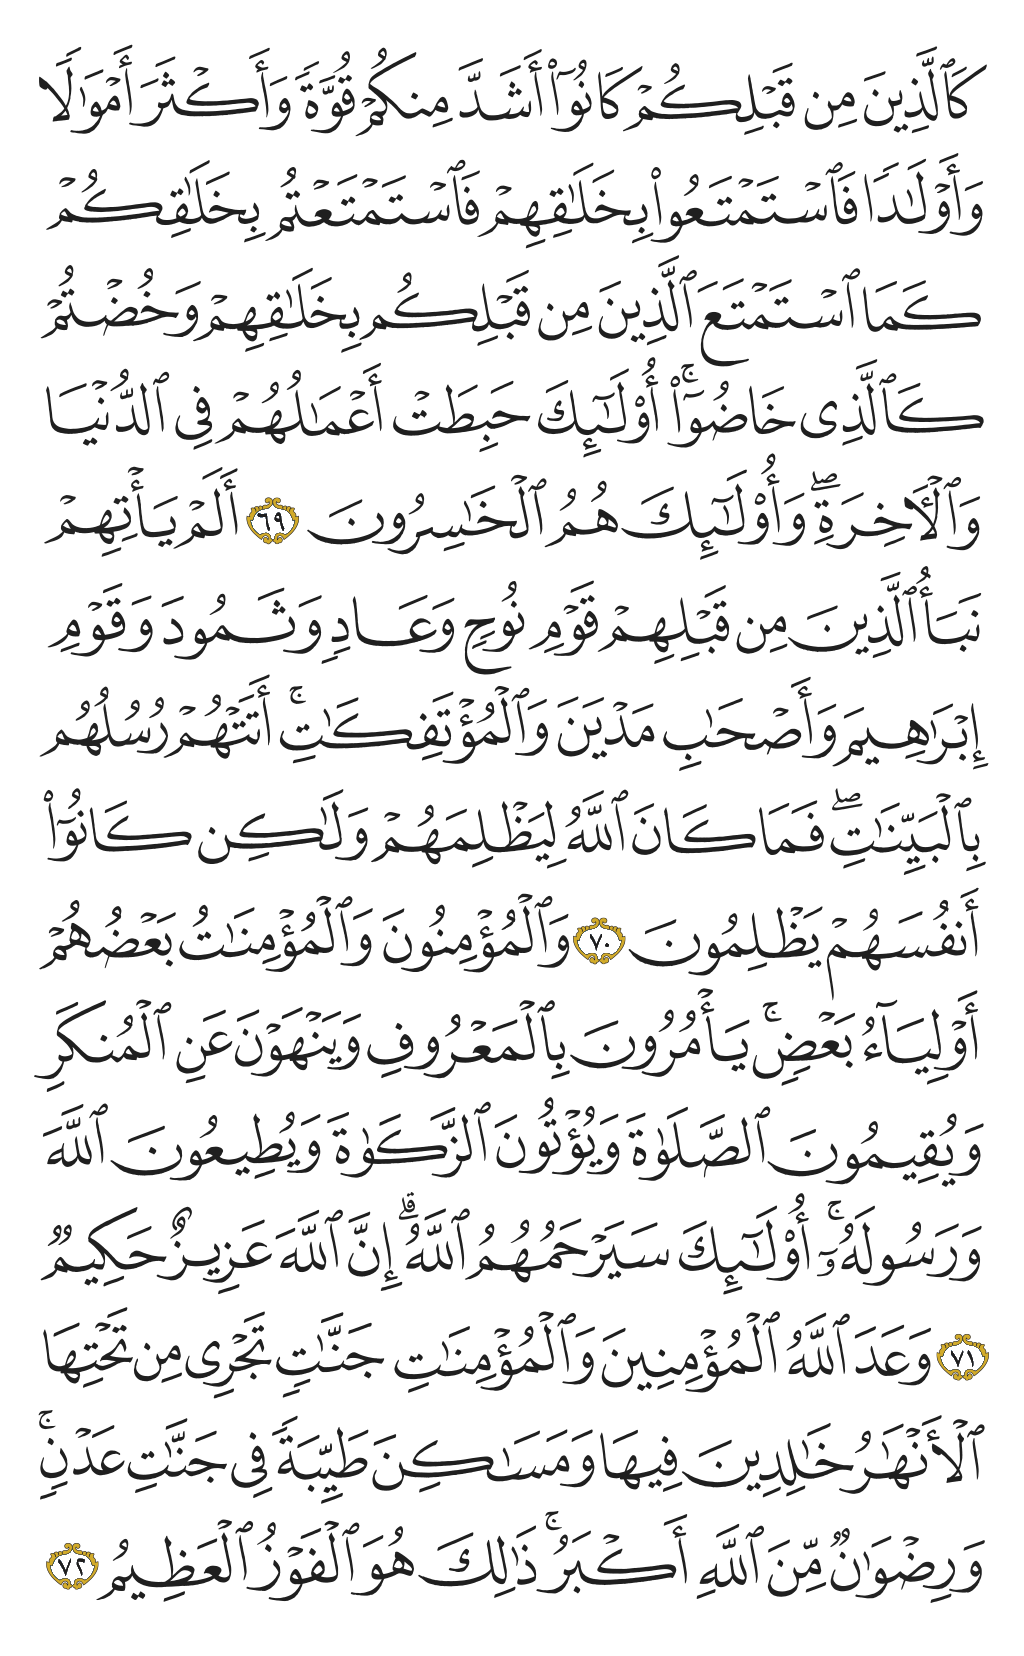 كَٱلَّذِينَ مِن قَبۡلِكُمۡ كَانُوٓاْ أَشَدَّ مِنكُمۡ قُوَّةٗ وَأَكۡثَرَ أَمۡوَٰلٗا
وَأَوۡلَٰدٗا فَٱسۡتَمۡتَعُواْ بِخَلَٰقِهِمۡ فَٱسۡتَمۡتَعۡتُم بِخَلَٰقِكُمۡ
كَمَا ٱسۡتَمۡتَعَ ٱلَّذِينَ مِن قَبۡلِكُم بِخَلَٰقِهِمۡ وَخُضۡتُمۡ
كَٱلَّذِي خَاضُوٓاْۚ أُوْلَٰٓئِكَ حَبِطَتۡ أَعۡمَٰلُهُمۡ فِي ٱلدُّنۡيَا
وَٱلۡأٓخِرَةِۖ وَأُوْلَٰٓئِكَ هُمُ ٱلۡخَٰسِرُونَ ٦٩ أَلَمۡ يَأۡتِهِمۡ
نَبَأُ ٱلَّذِينَ مِن قَبۡلِهِمۡ قَوۡمِ نُوحٖ وَعَادٖ وَثَمُودَ وَقَوۡمِ
إِبۡرَٰهِيمَ وَأَصۡحَٰبِ مَدۡيَنَ وَٱلۡمُؤۡتَفِكَٰتِۚ أَتَتۡهُمۡ رُسُلُهُم
بِٱلۡبَيِّنَٰتِۖ فَمَا كَانَ ٱللَّهُ لِيَظۡلِمَهُمۡ وَلَٰكِن كَانُوٓاْ
أَنفُسَهُمۡ يَظۡلِمُونَ ٧٠ وَٱلۡمُؤۡمِنُونَ وَٱلۡمُؤۡمِنَٰتُ بَعۡضُهُمۡ
أَوۡلِيَآءُ بَعۡضٖۚ يَأۡمُرُونَ بِٱلۡمَعۡرُوفِ وَيَنۡهَوۡنَ عَنِ ٱلۡمُنكَرِ
وَيُقِيمُونَ ٱلصَّلَوٰةَ وَيُؤۡتُونَ ٱلزَّكَوٰةَ وَيُطِيعُونَ ٱللَّهَ
وَرَسُولَهُۥٓۚ أُوْلَٰٓئِكَ سَيَرۡحَمُهُمُ ٱللَّهُۗ إِنَّ ٱللَّهَ عَزِيزٌ حَكِيمٞ
٧١ وَعَدَ ٱللَّهُ ٱلۡمُؤۡمِنِينَ وَٱلۡمُؤۡمِنَٰتِ جَنَّٰتٖ تَجۡرِي مِن تَحۡتِهَا
ٱلۡأَنۡهَٰرُ خَٰلِدِينَ فِيهَا وَمَسَٰكِنَ طَيِّبَةٗ فِي جَنَّٰتِ عَدۡنٖۚ
وَرِضۡوَٰنٞ مِّنَ ٱللَّهِ أَكۡبَرُۚ ذَٰلِكَ هُوَ ٱلۡفَوۡزُ ٱلۡعَظِيمُ ٧٢